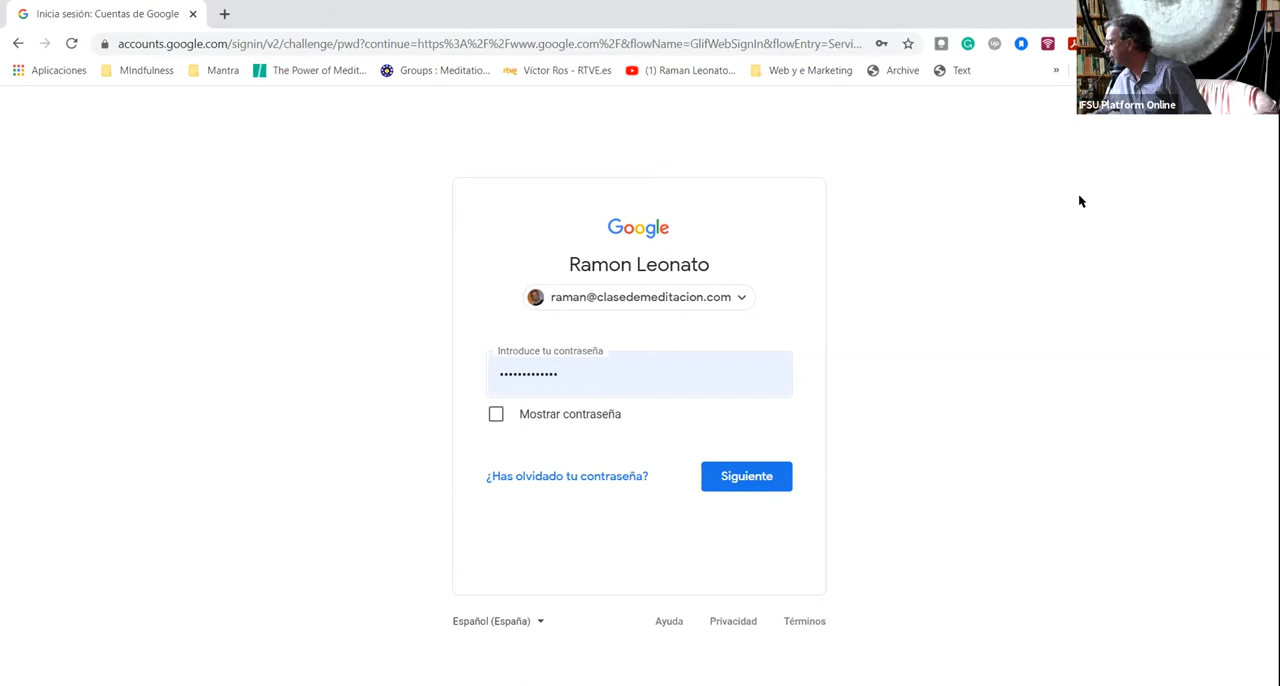 Inicia sesión: Cuentas de Google
accounts.google.com/signin/v2/challenge/pwd?continue=https%3A%2F%2Fwww.google.com%2F&flowName=GlifWebSignIn&flowEntry=Servi...
Aplicaciones MIndfulness Mantra The Power of Medit... Groups : Meditatio... Víctor Ros - RTVE.es (1) Raman Leonato... Web y e Marketing Archive Text »
IFSU Platform Online
Google
Ramon Leonato
raman@clasedemeditacion.com
Introduce tu contraseña
•••••••••••••
Mostrar contraseña
¿Has olvidado tu contraseña? Siguiente
Español (España) Ayuda Privacidad Términos